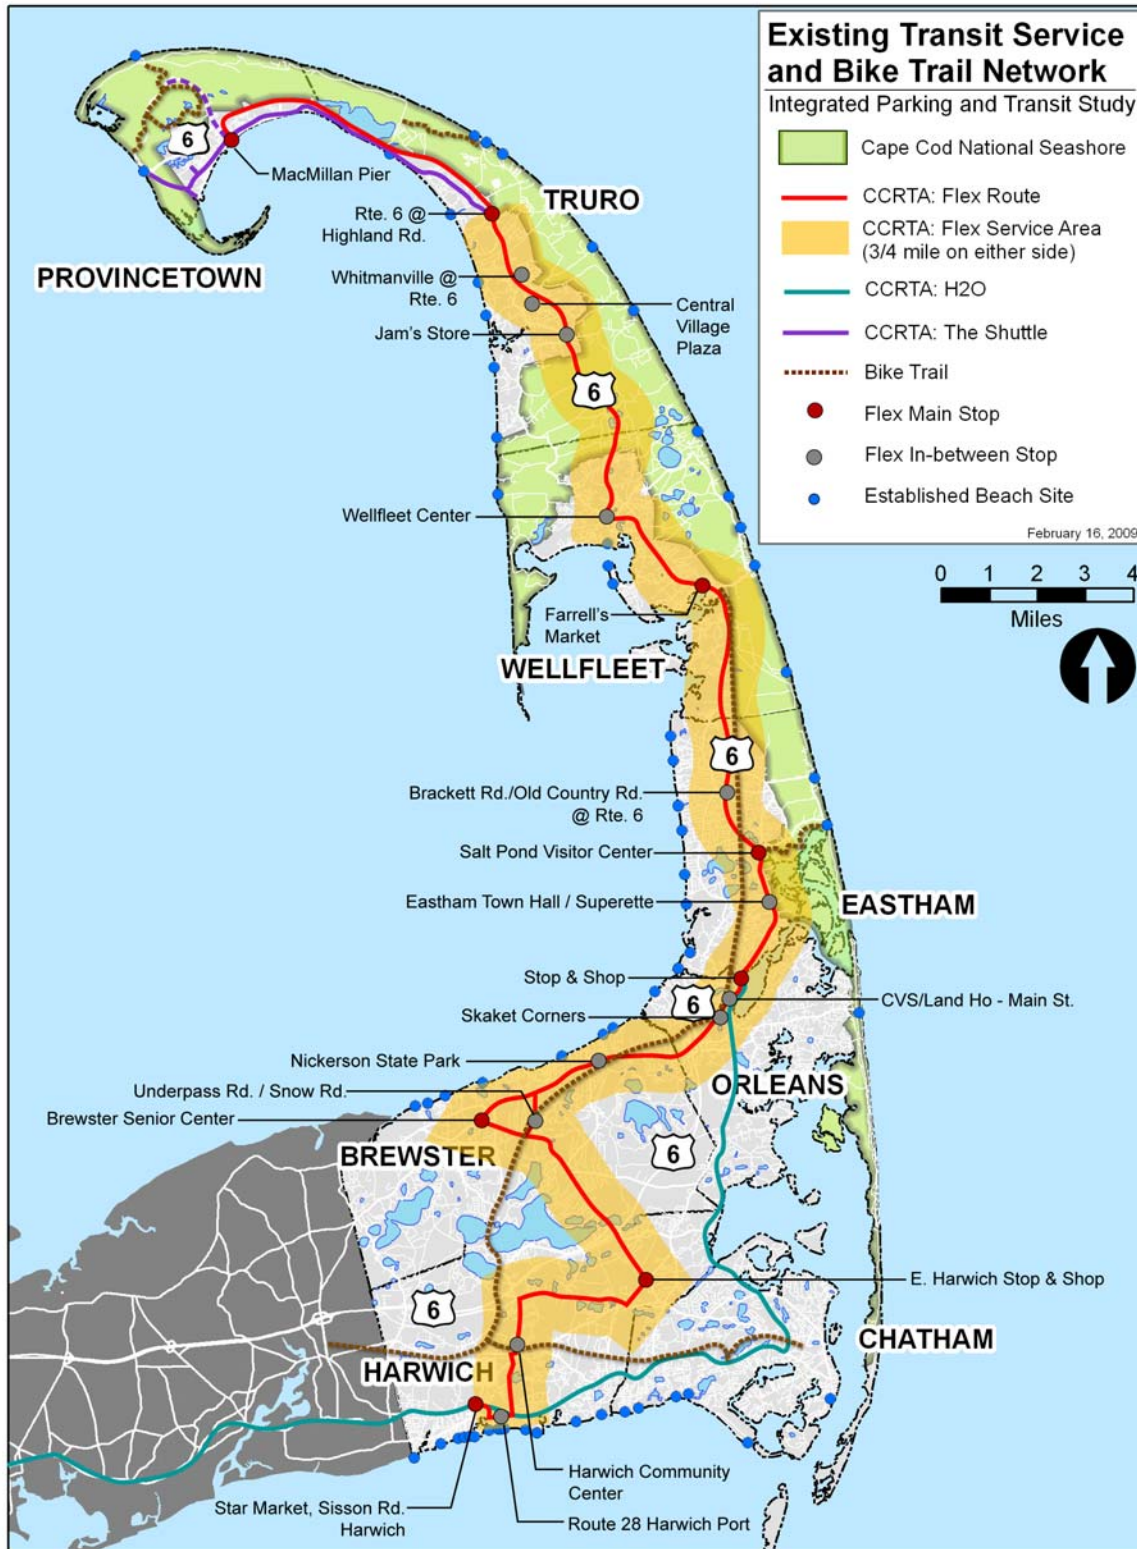 Existing Transit Service
and Bike Trail Network
Integrated Parking and Transit Study
Cape Cod National Seashore
CCRTA: Flex Route
CCRTA: Flex Service Area
(3/4 mile on either side)
CCRTA: H2O
CCRTA: The Shuttle
Bike Trail
Flex Main Stop
Flex In-between Stop
Established Beach Site
February 16, 2009
0 1 2 3 4
Miles
6
MacMillan Pier
PROVINCETOWN
TRURO
Rte. 6 @
Highland Rd.
Whitmanville @
Rte. 6
Central
Village
Plaza
Jam's Store
6
Wellfleet Center
Farrell's
Market
WELLFLEET
6
Brackett Rd./Old Country Rd.
@ Rte. 6
Salt Pond Visitor Center
Eastham Town Hall / Superette
EASTHAM
Stop & Shop
6
CVS/Land Ho - Main St.
Skaket Corners
Nickerson State Park
ORLEANS
Underpass Rd. / Snow Rd.
Brewster Senior Center
BREWSTER
6
E. Harwich Stop & Shop
6
CHATHAM
HARWICH
Harwich Community
Center
Star Market, Sisson Rd.
Harwich
Route 28 Harwich Port